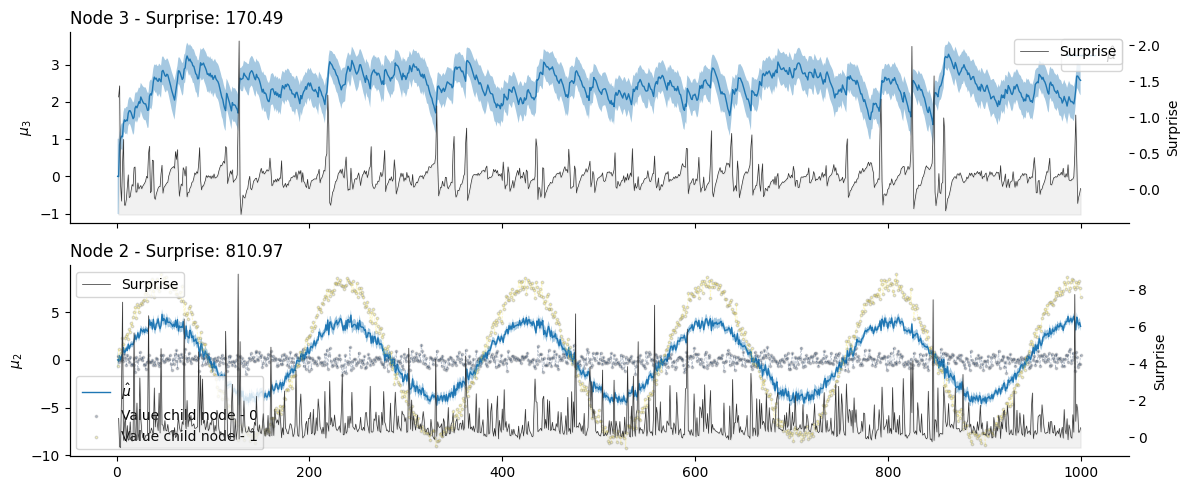 Node 3 - Surprise: 170.49
Surprise
μ̂
3
2
1
0
−1
μ₃
2.0
1.5
1.0
0.5
0.0
Surprise
Node 2 - Surprise: 810.97
Surprise
μ̂
Value child node - 0
Value child node - 1
5
0
−5
−10
μ₂
8
6
4
2
0
Surprise
0
200
400
600
800
1000